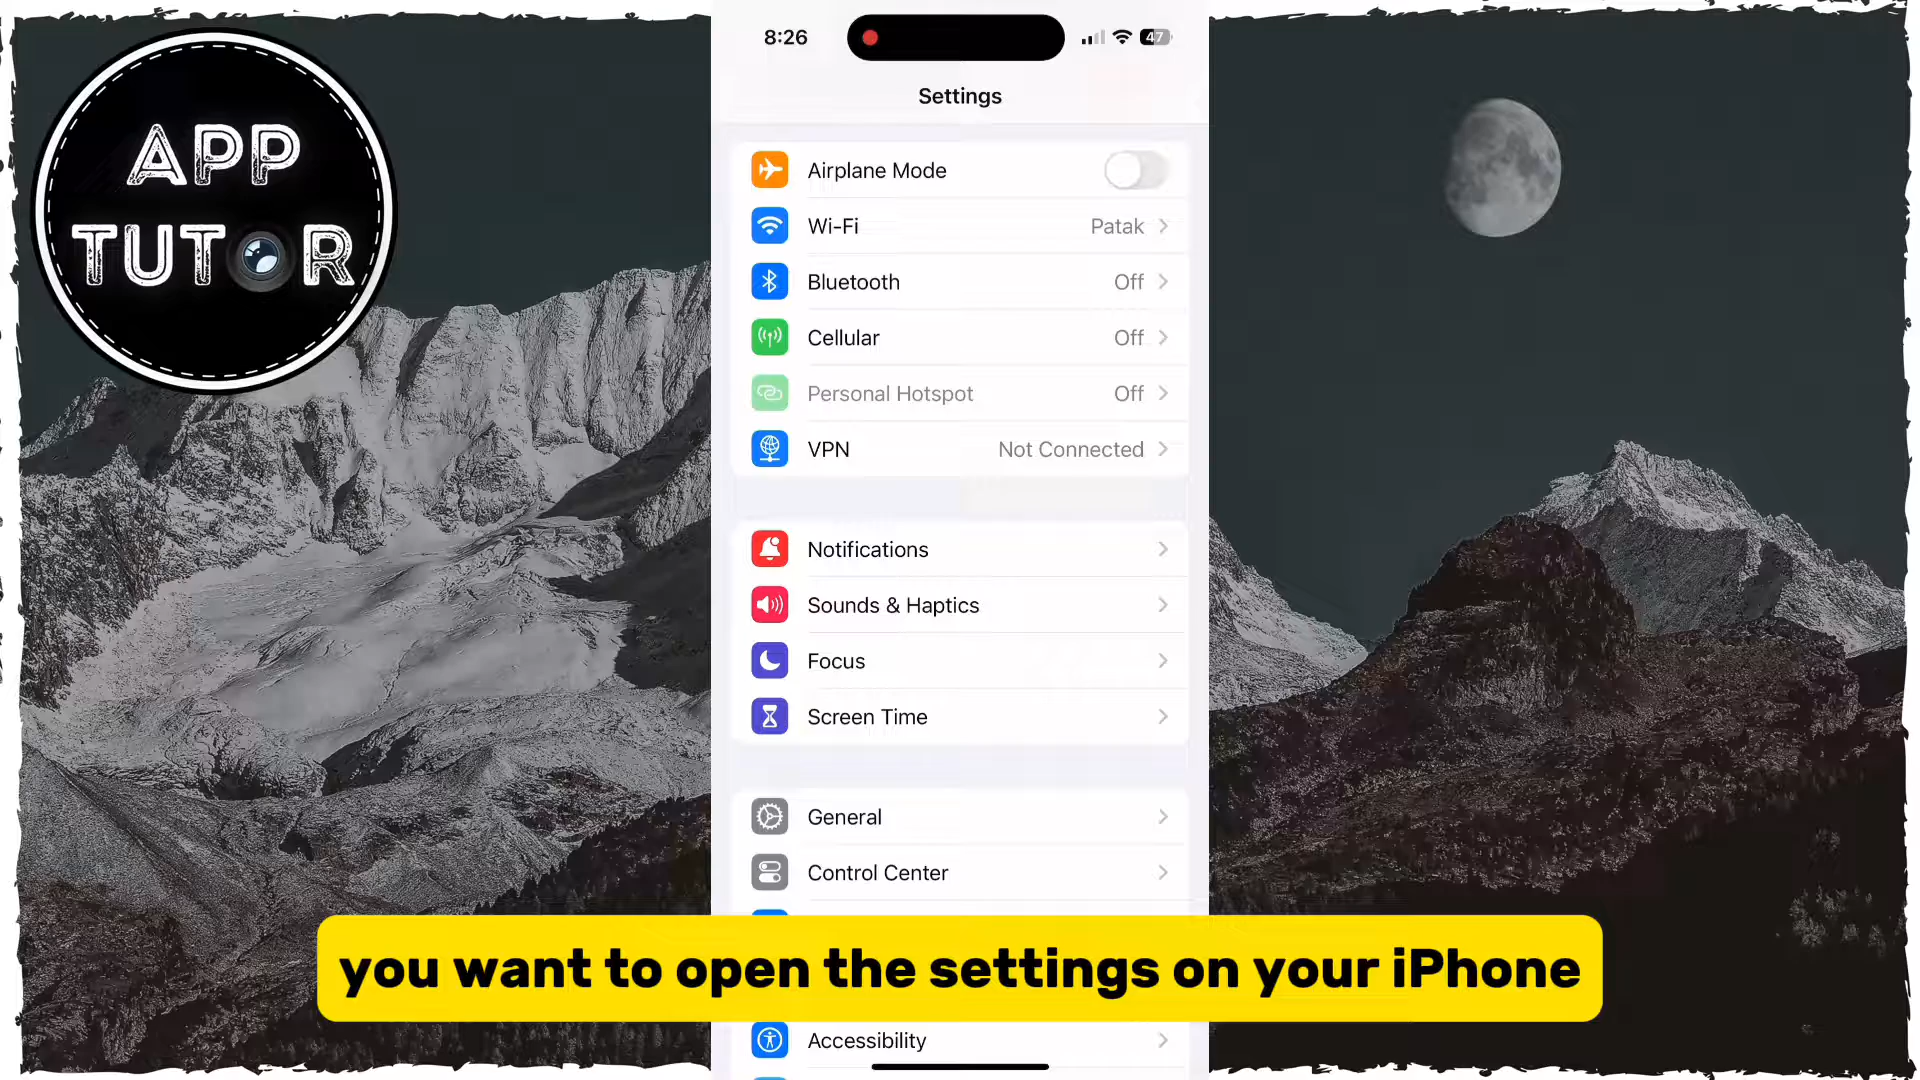 APP
TUTOR
8:26
47
Settings
Airplane Mode
Wi-Fi Patak
Bluetooth Off
Cellular Off
Personal Hotspot Off
VPN Not Connected
Notifications
Sounds & Haptics
Focus
Screen Time
General
Control Center
you want to open the settings on your iPhone
Accessibility